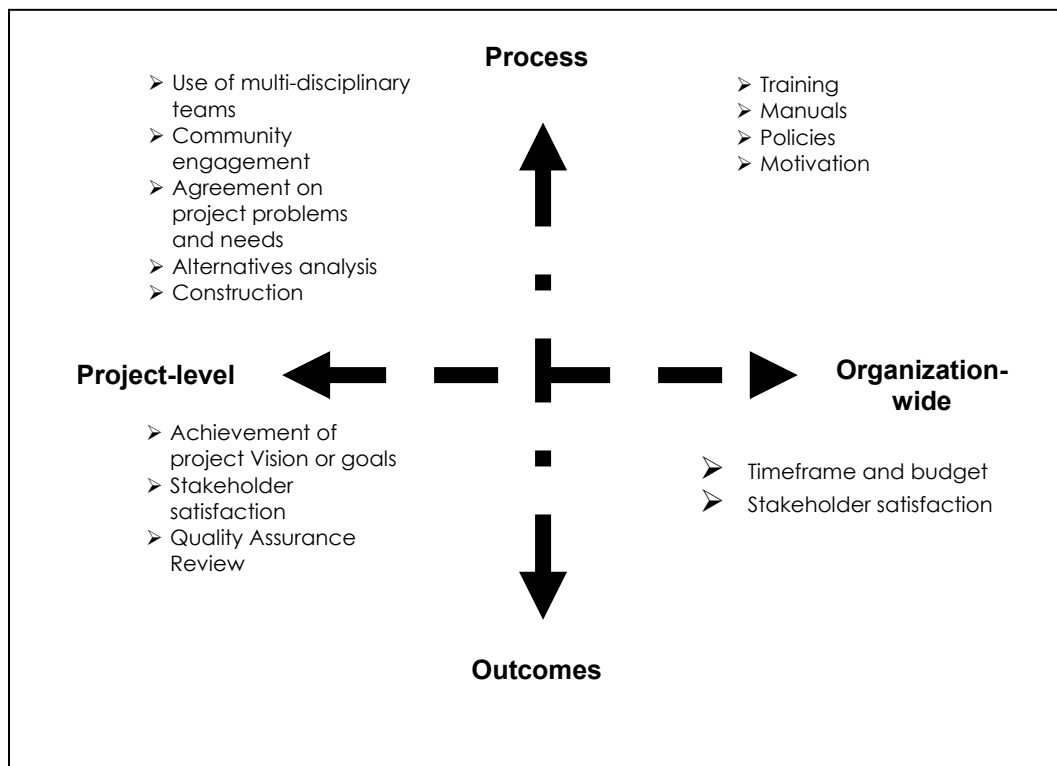 Process
➢ Use of multi-disciplinary
teams
➢ Community
engagement
➢ Agreement on
project problems
and needs
➢ Alternatives analysis
➢ Construction
➢ Training
➢ Manuals
➢ Policies
➢ Motivation
Project-level
Organization-
wide
➢ Achievement of
project Vision or goals
➢ Stakeholder
satisfaction
➢ Quality Assurance
Review
➢ Timeframe and budget
➢ Stakeholder satisfaction
Outcomes